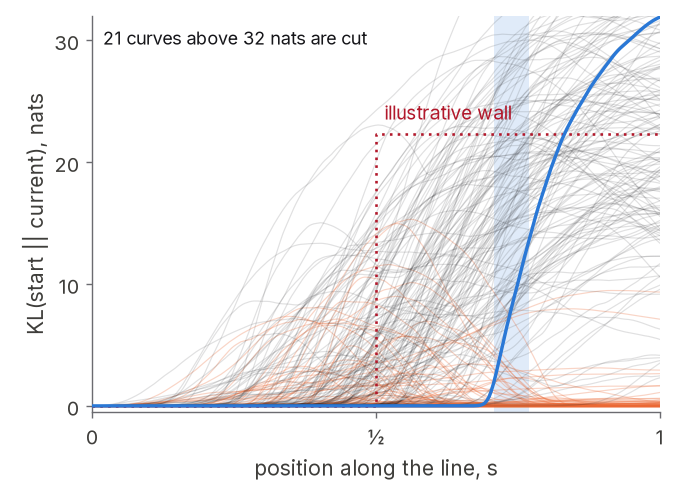 21 curves above 32 nats are cut
30
illustrative wall
20
10
0
KL(start || current), nats
0
½
1
position along the line, s